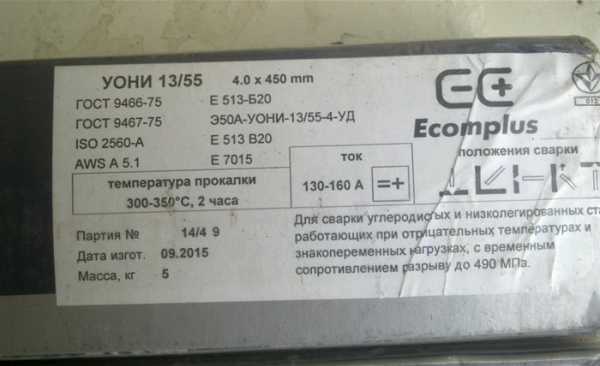 УОНИ 13/55 4.0 x 450 mm
ГОСТ 9466-75 Е 513-Б20
ГОСТ 9467-75 Э50А-УОНИ-13/55-4-УД
ISO 2560-A E 513 B20
AWS A 5.1 E 7015
Ecomplus
температура прокалки
300-350°С, 2 часа
ток
130-160 А =+
положения сварки
Партия № 14/4 9
Дата изгот. 09.2015
Масса, кг 5
Для сварки углеродистых и низколегированных ста
работающих при отрицательных температурах и
знакопеременных нагрузках, с временным
сопротивлением разрыву до 490 МПа.